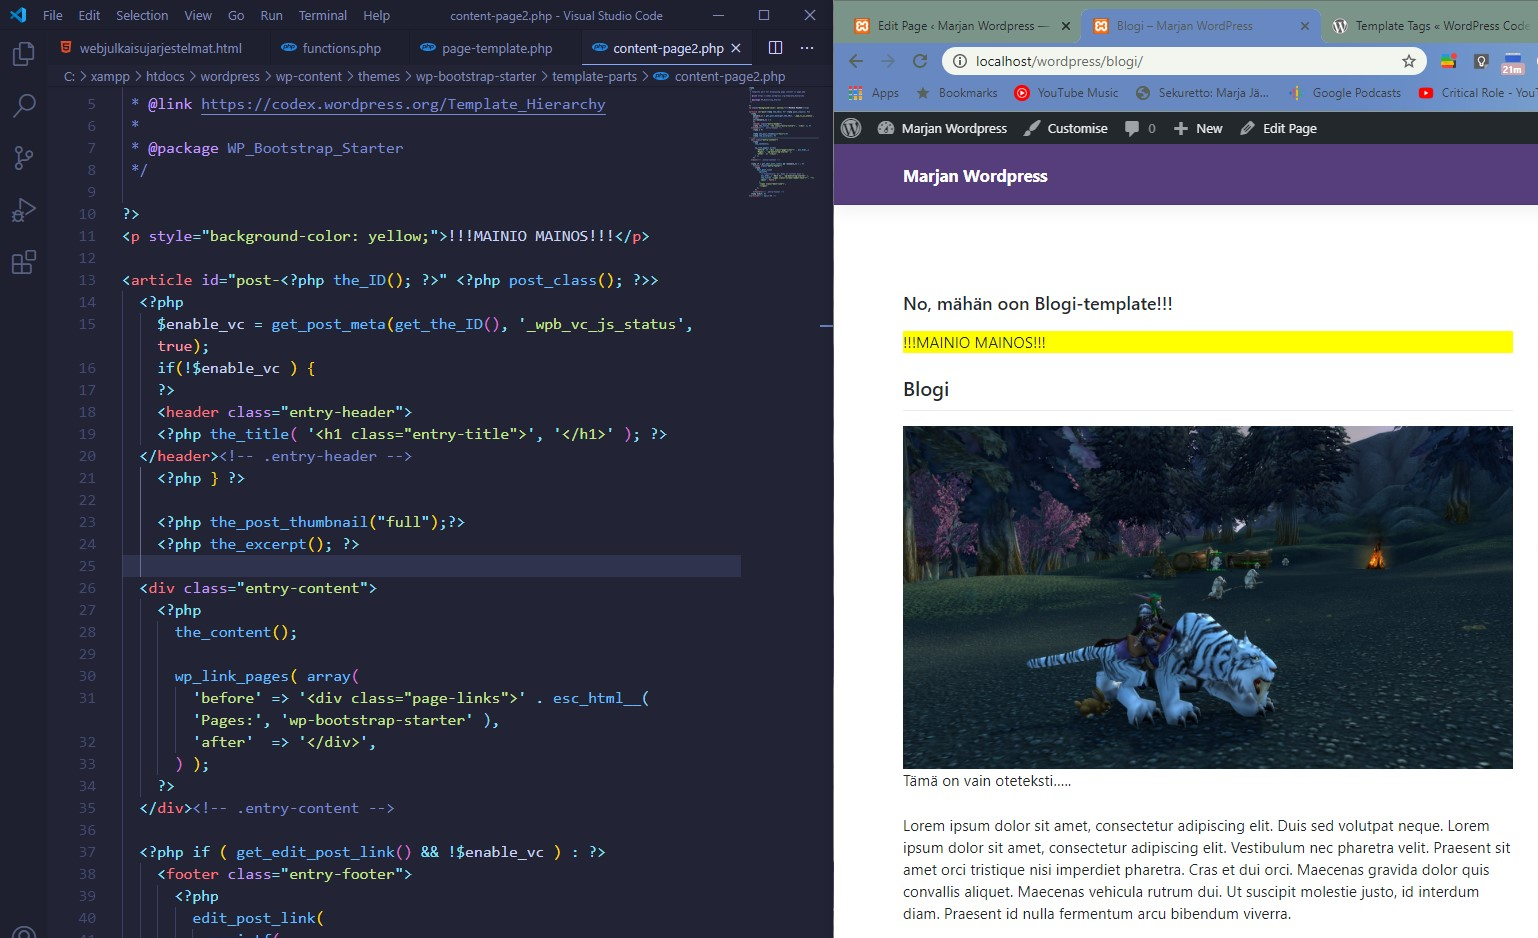 File Edit Selection View Go Run Terminal Help content-page2.php - Visual Studio Code
webjulkaisujarjestelmat.html functions.php page-template.php content-page2.php
C: > xampp > htdocs > wordpress > wp-content > themes > wp-bootstrap-starter > template-parts > content-page2.php
5 * @link https://codex.wordpress.org/Template_Hierarchy
6 *
7 * @package WP_Bootstrap_Starter
8 */
9
10 ?>
11 <p style="background-color: yellow;">!!!MAINIO MAINOS!!!</p>
12
13 <article id="post-<?php the_ID(); ?>" <?php post_class(); ?>>
14 <?php
15 $enable_vc = get_post_meta(get_the_ID(), '_wpb_vc_js_status',
true);
16 if(!$enable_vc ) {
17 ?>
18 <header class="entry-header">
19 <?php the_title( '<h1 class="entry-title">', '</h1>' ); ?>
20 </header><!-- .entry-header -->
21 <?php } ?>
22
23 <?php the_post_thumbnail("full");?>
24 <?php the_excerpt(); ?>
25
26 <div class="entry-content">
27 <?php
28 the_content();
29
30 wp_link_pages( array(
31 'before' => '<div class="page-links">' . esc_html__(
'Pages:', 'wp-bootstrap-starter' ),
32 'after'  => '</div>',
33 ) );
34 ?>
35 </div><!-- .entry-content -->
36
37 <?php if ( get_edit_post_link() && !$enable_vc ) : ?>
38 <footer class="entry-footer">
39 <?php
40 edit_post_link(
Edit Page ‹ Marjan Wordpress — Blogi – Marjan WordPress Template Tags « WordPress Code
localhost/wordpress/blogi/ 21m
Apps Bookmarks YouTube Music Sekuretto: Marja Jä... Google Podcasts Critical Role - YouT
Marjan Wordpress Customise 0 New Edit Page
Marjan Wordpress
No, mähän oon Blogi-template!!!
!!!MAINIO MAINOS!!!
Blogi
Tämä on vain oteteksti.....
Lorem ipsum dolor sit amet, consectetur adipiscing elit. Duis sed volutpat neque. Lorem
ipsum dolor sit amet, consectetur adipiscing elit. Vestibulum nec pharetra velit. Praesent sit
amet orci tristique nisi imperdiet pharetra. Cras et dui orci. Maecenas gravida dolor quis
convallis aliquet. Maecenas vehicula rutrum dui. Ut suscipit molestie justo, id interdum
diam. Praesent id nulla fermentum arcu bibendum viverra.